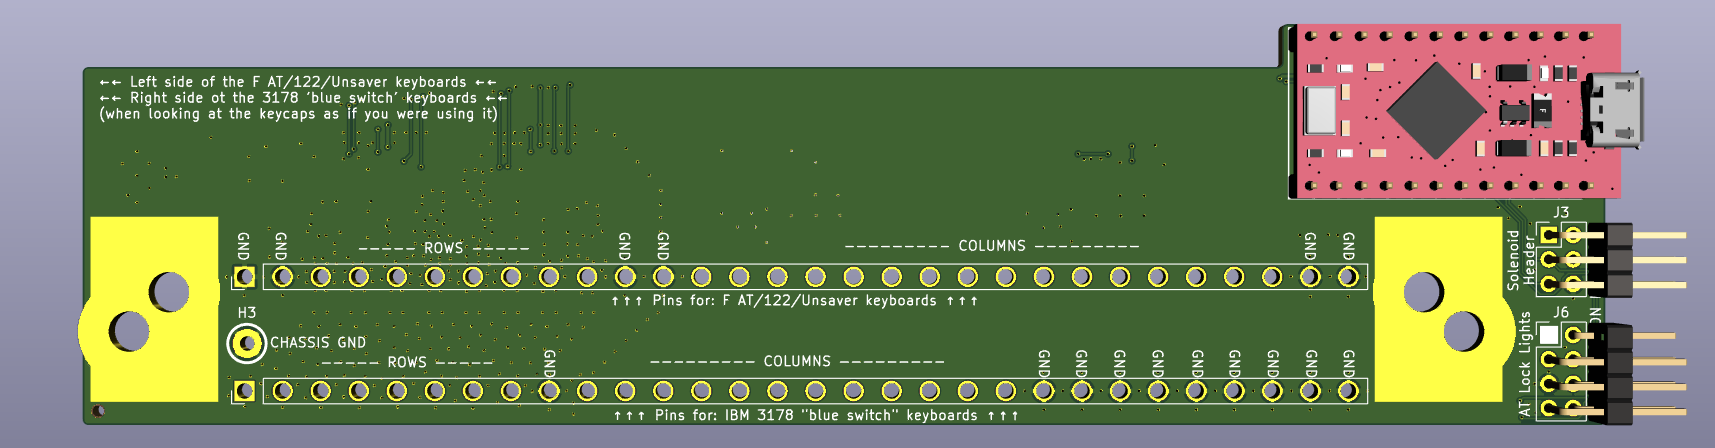 ←← Left side of the F AT/122/Unsaver keyboards ←←
←← Right side ot the 3178 'blue switch' keyboards ←←
(when looking at the keycaps as if you were using it)
F
J3
Solenoid
Header
GND GND ----- ROWS ----- GND GND --------- COLUMNS --------- GND GND
↑↑↑ Pins for: F AT/122/Unsaver keyboards ↑↑↑
H3
CHASSIS GND
J6
AT Lock Lights
----- ROWS ----- GND --------- COLUMNS --------- GND GND GND GND GND GND GND GND GND
↑↑↑ Pins for: IBM 3178 "blue switch" keyboards ↑↑↑